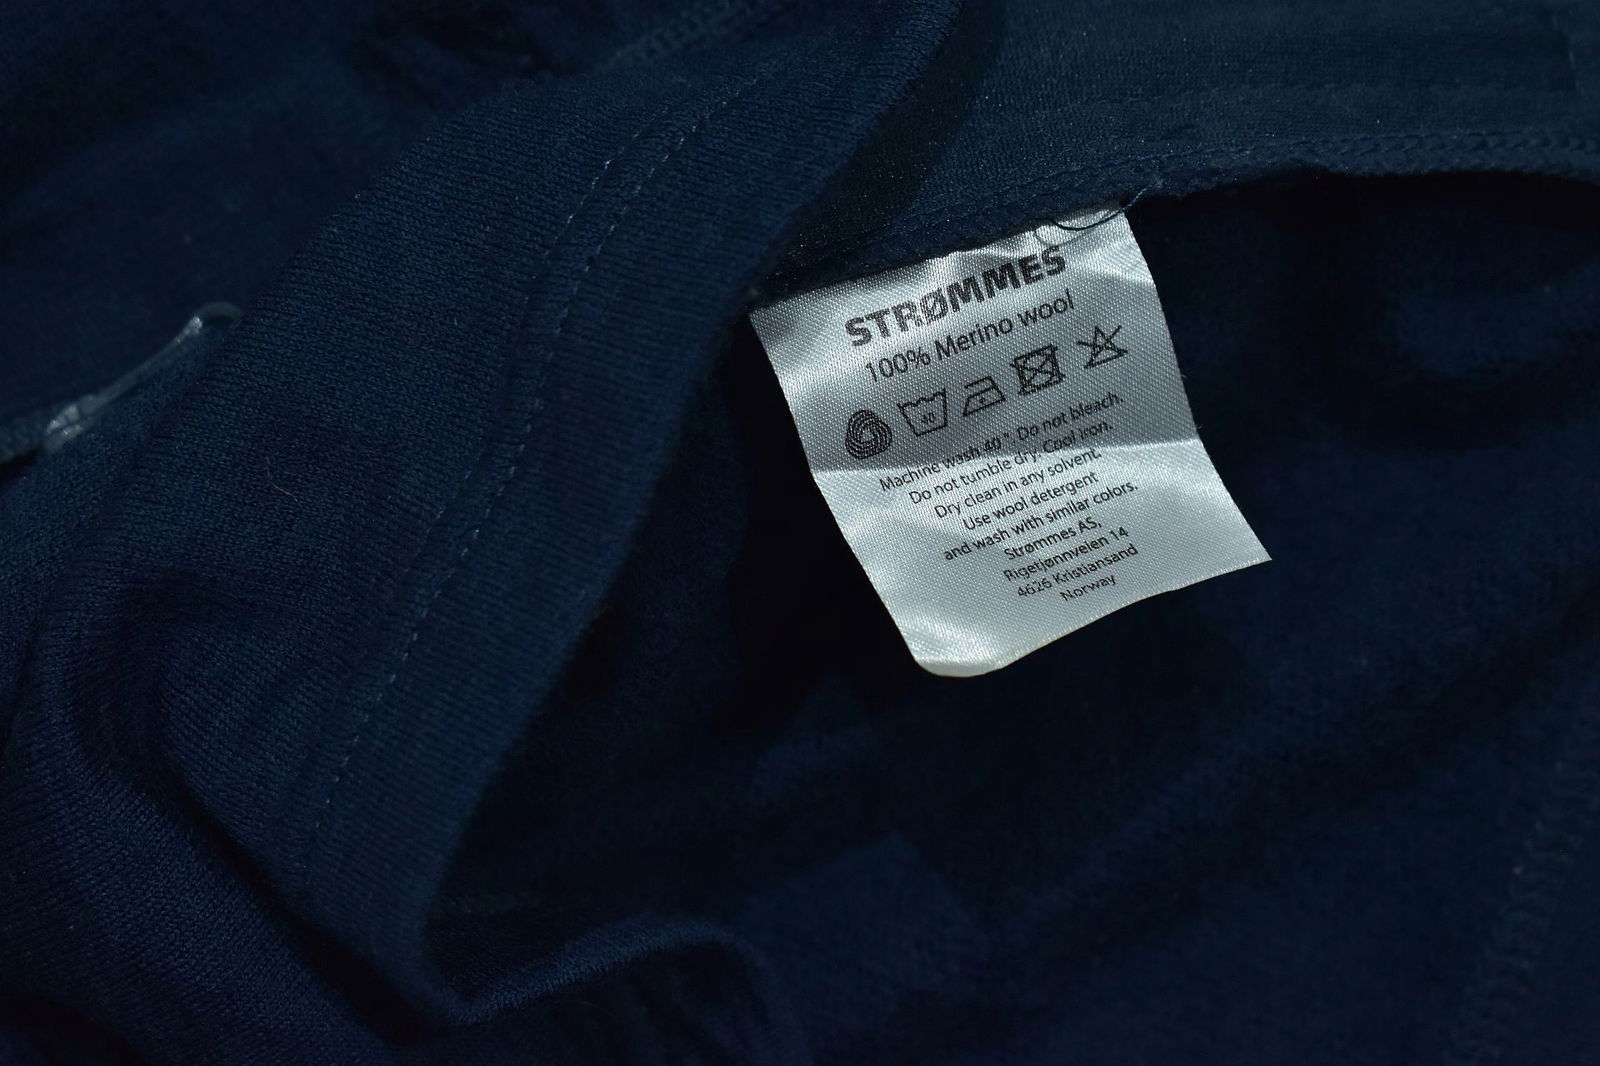 STRØMMES
100% Merino wool
Machine wash 40°. Do not bleach.
Do not tumble dry. Cool iron.
Dry clean in any solvent.
Use wool detergent
and wash with similar colors.
Strømmes AS,
Rigetjønnveien 14
4626 Kristiansand
Norway